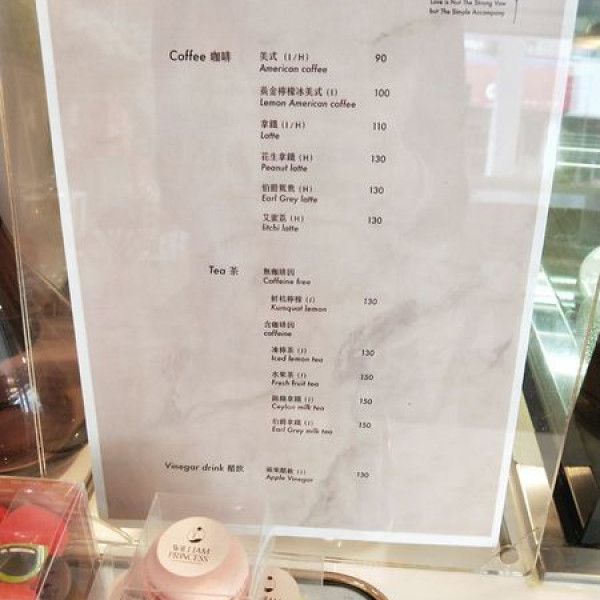 Love is Not The Strong Vow
but The Simple Accompany
Coffee 咖啡
美式 (I/H) 90
American coffee
黃金檸檬冰美式 (I) 100
Lemon American coffee
拿鐵 (I/H) 110
Latte
花生拿鐵 (H) 130
Peanut latte
伯爵鴛鴦 (H) 130
Earl Grey latte
艾蜜荔 (H) 130
litchi latte
Tea 茶
無咖啡因
Caffeine free
鮮桔檸檬 (I) 130
Kumquat lemon
含咖啡因
caffeine
凍檸茶 (I) 130
Iced lemon tea
水果茶 (I) 150
Fresh fruit tea
錫蘭拿鐵 (I) 150
Ceylon milk tea
伯爵拿鐵 (I) 150
Earl Grey milk tea
Vinegar drink 醋飲
蘋果醋飲 (I) 130
Apple Vinegar
WILLIAM
PRINCESS
WILLIAM